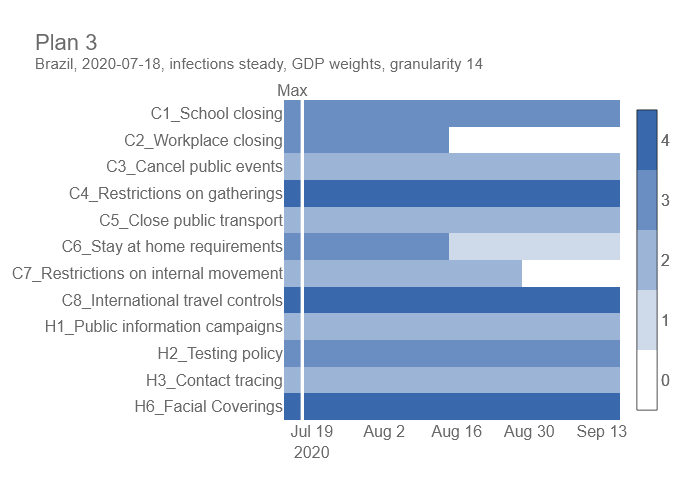 Plan 3
Brazil, 2020-07-18, infections steady, GDP weights, granularity 14
Max
C1_School closing
C2_Workplace closing
C3_Cancel public events
C4_Restrictions on gatherings
C5_Close public transport
C6_Stay at home requirements
C7_Restrictions on internal movement
C8_International travel controls
H1_Public information campaigns
H2_Testing policy
H3_Contact tracing
H6_Facial Coverings
Jul 19 Aug 2 Aug 16 Aug 30 Sep 13
2020
4
3
2
1
0